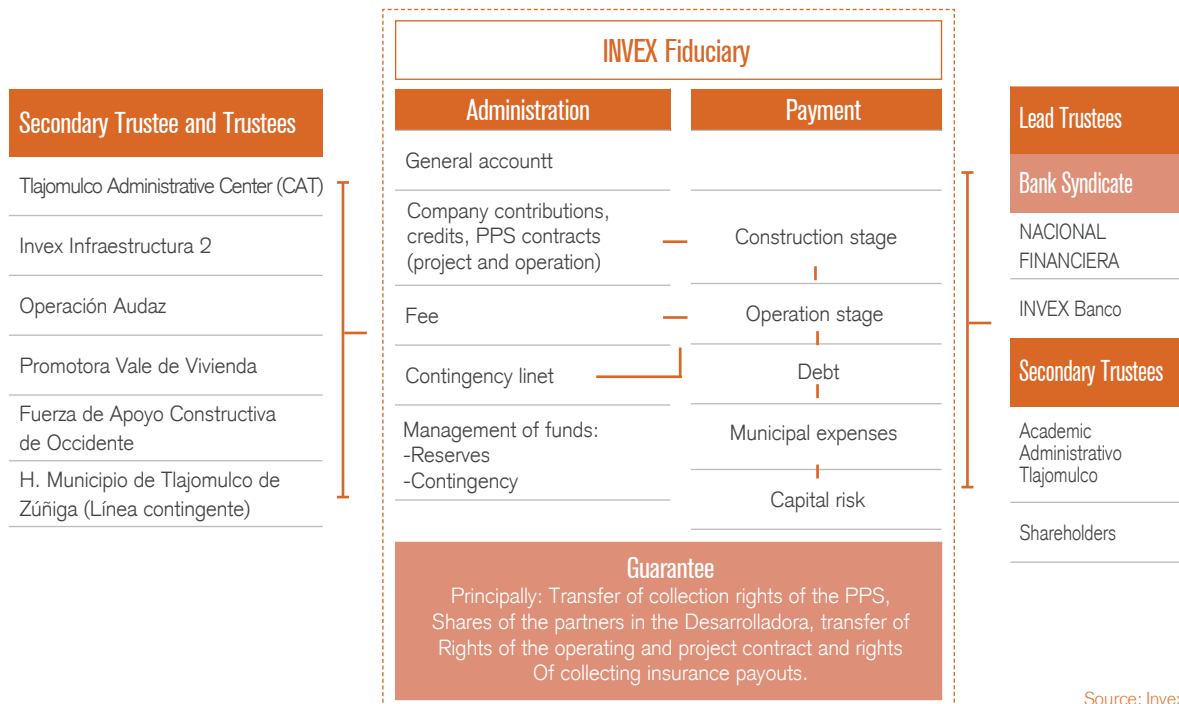 INVEX Fiduciary
Secondary Trustee and Trustees
Tlajomulco Administrative Center (CAT)
Invex Infraestructura 2
Operación Audaz
Promotora Vale de Vivienda
Fuerza de Apoyo Constructiva
de Occidente
H. Municipio de Tlajomulco de
Zúñiga (Línea contingente)
Administration
General accountt
Company contributions,
credits, PPS contracts
(project and operation)
Fee
Contingency linet
Management of funds:
-Reserves
-Contingency
Payment
Construction stage
Operation stage
Debt
Municipal expenses
Capital risk
Guarantee
Principally: Transfer of collection rights of the PPS,
Shares of the partners in the Desarrolladora, transfer of
Rights of the operating and project contract and rights
Of collecting insurance payouts.
Lead Trustees
Bank Syndicate
NACIONAL
FINANCIERA
INVEX Banco
Secondary Trustees
Academic
Administrativo
Tlajomulco
Shareholders
Source: Invex